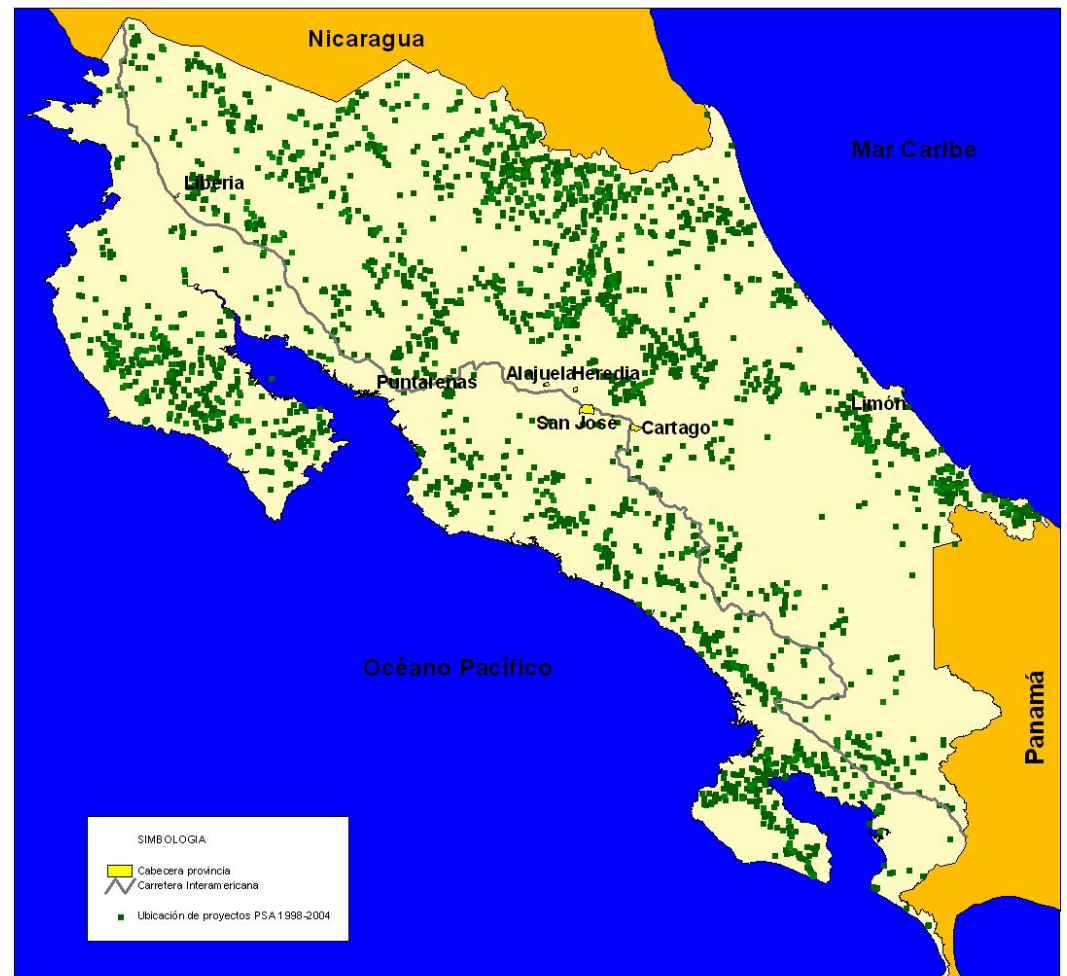 Nicaragua
Mar Caribe
Liberia
Puntarenas
Alajuela
Heredia
San José
Cartago
Limón
Océano Pacífico
Panamá
SIMBOLOGIA
Cabecera provincia
Carretera Interamericana
Ubicación de proyectos PSA 1998-2004